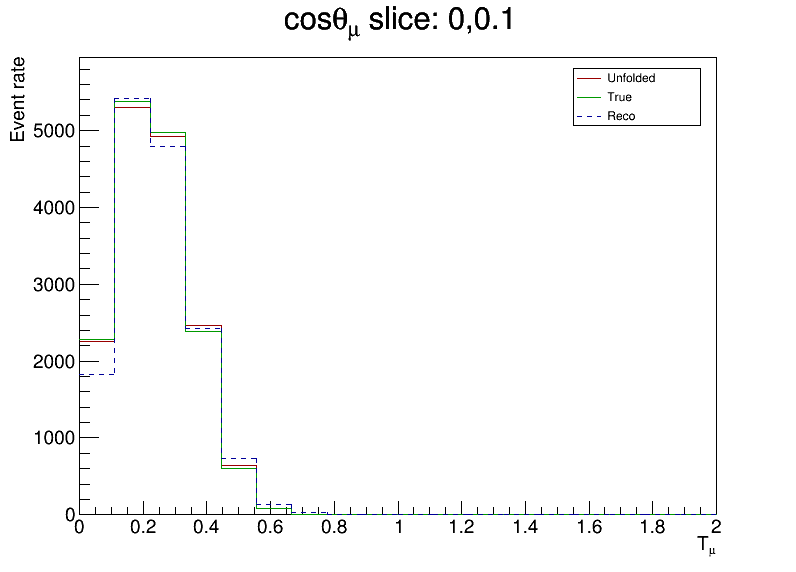 cosθμ slice: 0,0.1
Event rate
Unfolded
True
Reco
5000
4000
3000
2000
1000
0
0 0.2 0.4 0.6 0.8 1 1.2 1.4 1.6 1.8 2
Tμ